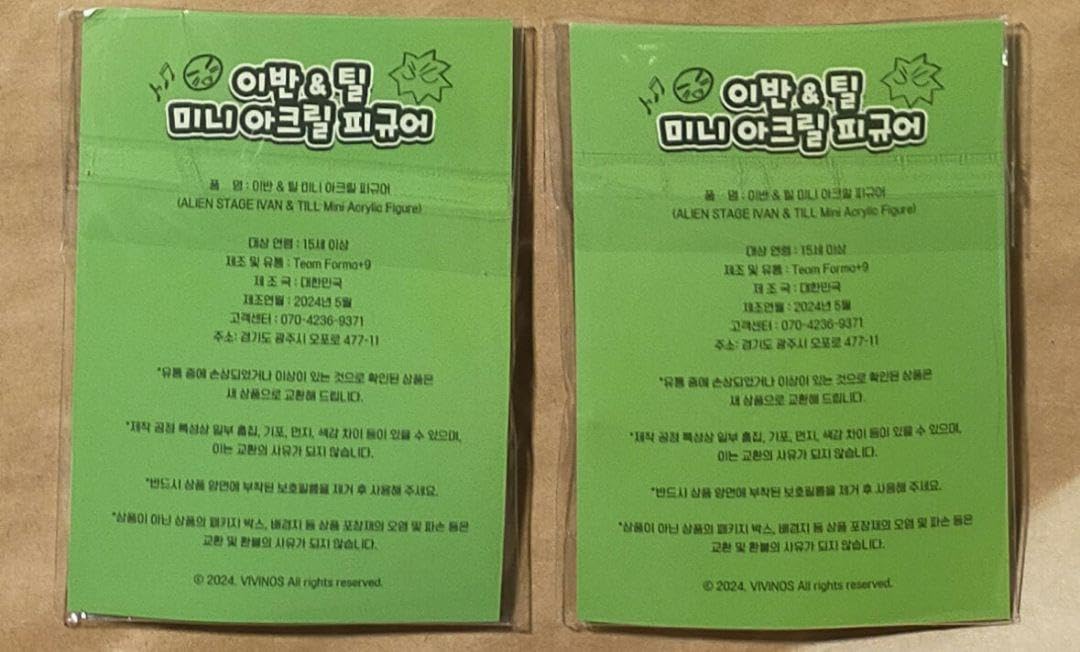 이반 & 틸
미니 아크릴 피규어
품 명 : 이반 & 틸 미니 아크릴 피규어
(ALIEN STAGE IVAN & TILL Mini Acrylic Figure)
대상 연령 : 15세 이상
제조 및 유통 : Team Forma+9
제 조 국 : 대한민국
제조연월 : 2024년 5월
고객센터 : 070-4236-9371
주소: 경기도 광주시 오포로 477-11
*유통 중에 손상되었거나 이상이 있는 것으로 확인된 상품은
새 상품으로 교환해 드립니다.
*제작 공정 특성상 일부 흠집, 기포, 먼지, 색감 차이 등이 있을 수 있으며,
이는 교환의 사유가 되지 않습니다.
*반드시 상품 양면에 부착된 보호필름을 제거 후 사용해 주세요.
*상품이 아닌 상품의 패키지 박스, 배경지 등 상품 포장재의 오염 및 파손 등은
교환 및 환불의 사유가 되지 않습니다.
© 2024. VIVINOS All rights reserved.
이반 & 틸
미니 아크릴 피규어
품 명 : 이반 & 틸 미니 아크릴 피규어
(ALIEN STAGE IVAN & TILL Mini Acrylic Figure)
대상 연령 : 15세 이상
제조 및 유통 : Team Forma+9
제 조 국 : 대한민국
제조연월 : 2024년 5월
고객센터 : 070-4236-9371
주소: 경기도 광주시 오포로 477-11
*유통 중에 손상되었거나 이상이 있는 것으로 확인된 상품은
새 상품으로 교환해 드립니다.
*제작 공정 특성상 일부 흠집, 기포, 먼지, 색감 차이 등이 있을 수 있으며,
이는 교환의 사유가 되지 않습니다.
*반드시 상품 양면에 부착된 보호필름을 제거 후 사용해 주세요.
*상품이 아닌 상품의 패키지 박스, 배경지 등 상품 포장재의 오염 및 파손 등은
교환 및 환불의 사유가 되지 않습니다.
© 2024. VIVINOS All rights reserved.